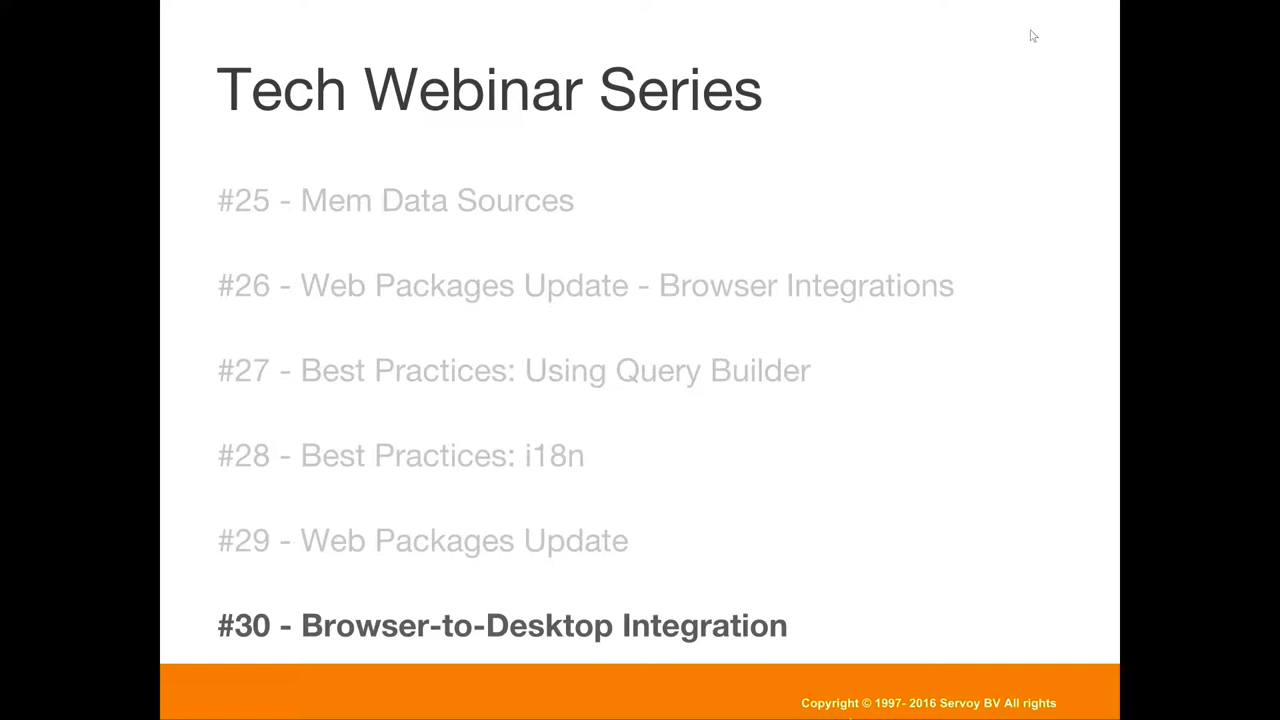 Tech Webinar Series
#25 - Mem Data Sources
#26 - Web Packages Update - Browser Integrations
#27 - Best Practices: Using Query Builder
#28 - Best Practices: i18n
#29 - Web Packages Update
#30 - Browser-to-Desktop Integration
Copyright © 1997- 2016 Servoy BV All rights